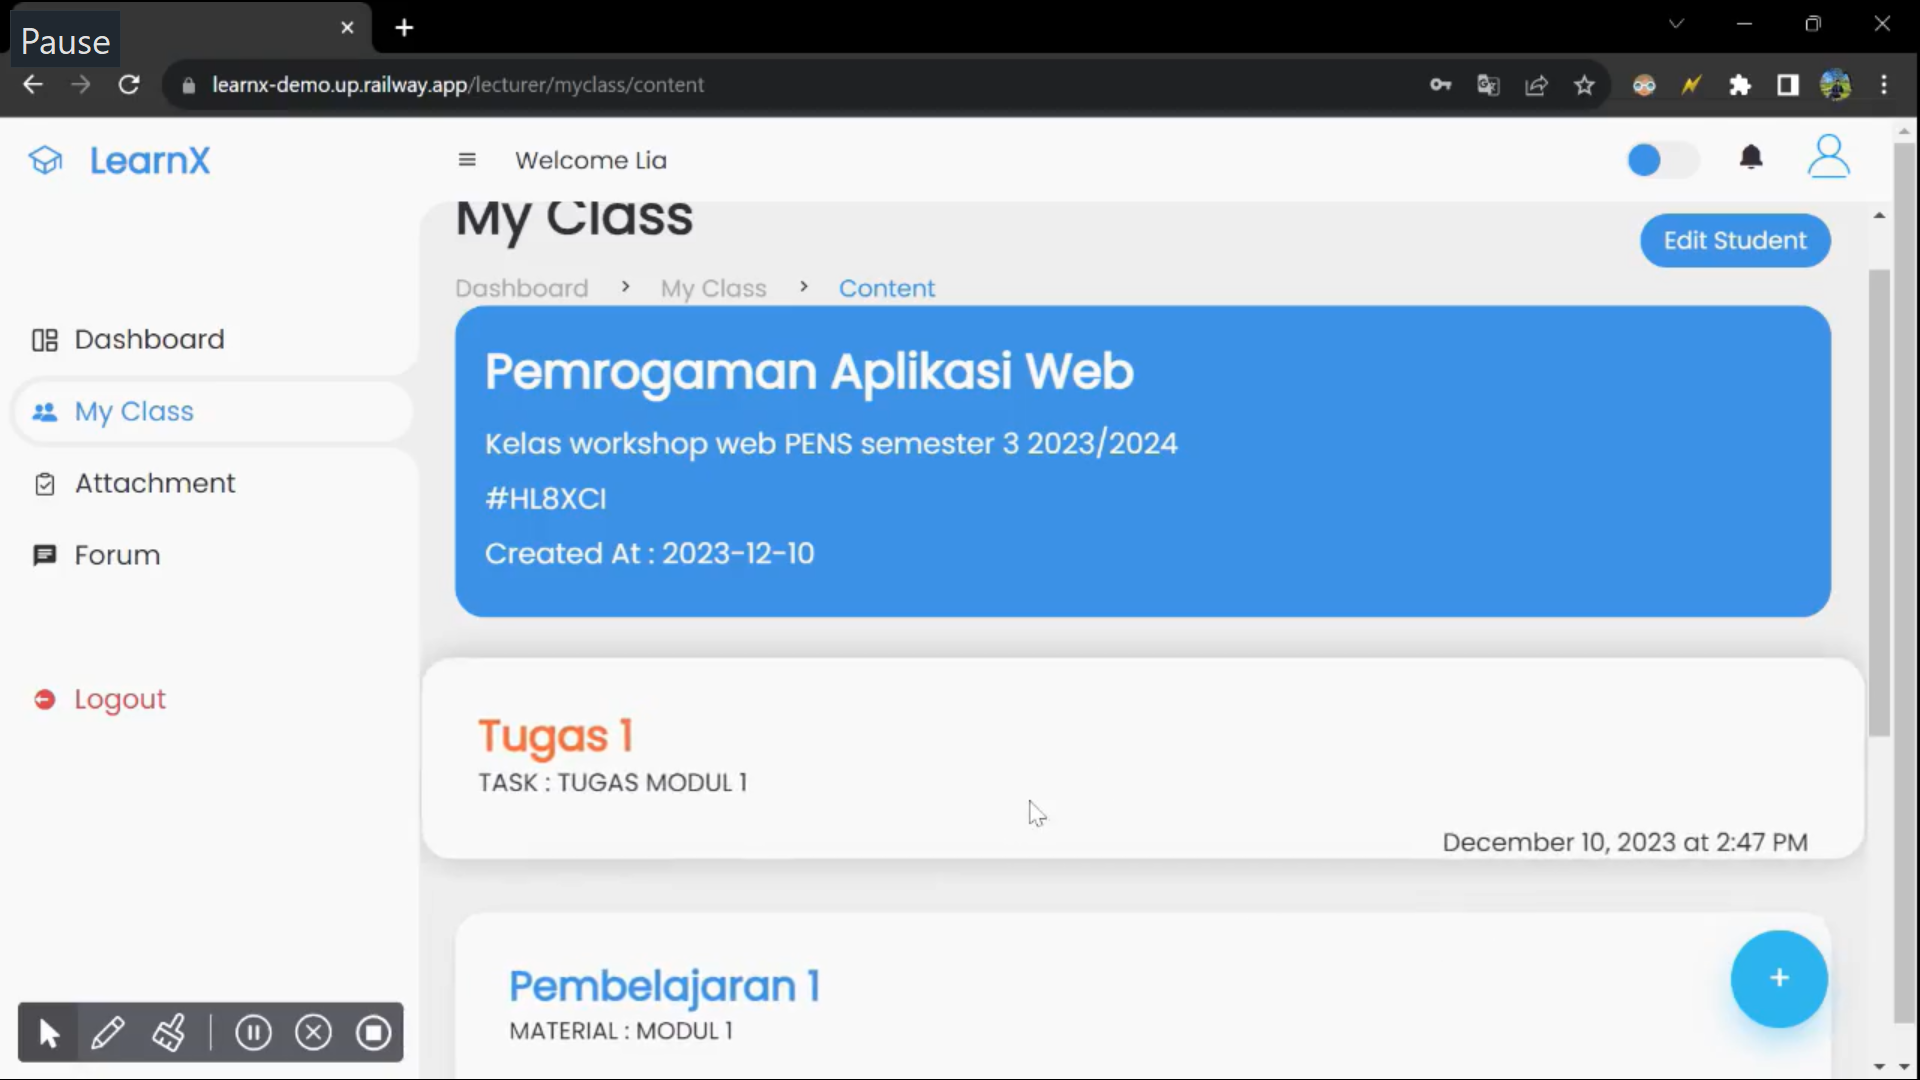 Pause
learnx-demo.up.railway.app/lecturer/myclass/content
LearnX
Welcome Lia
My Class
Edit Student
Dashboard > My Class > Content
Dashboard
My Class
Attachment
Forum
Logout
Pemrogaman Aplikasi Web
Kelas workshop web PENS semester 3 2023/2024
#HL8XCI
Created At : 2023-12-10
Tugas 1
TASK : TUGAS MODUL 1
December 10, 2023 at 2:47 PM
Pembelajaran 1
MATERIAL : MODUL 1
+